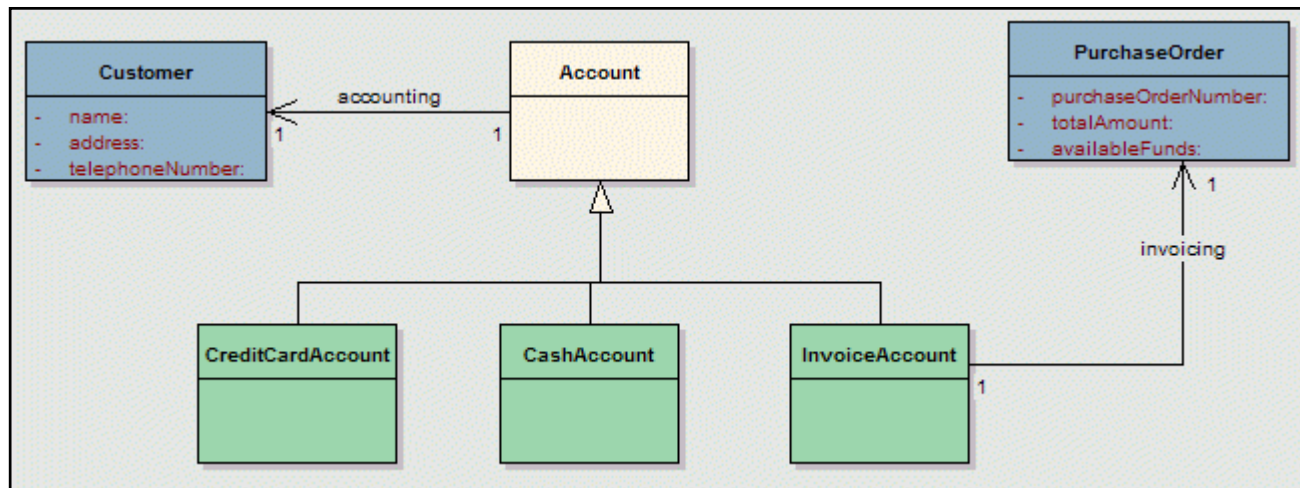 Customer
- name:
- address:
- telephoneNumber:
accounting
1
1
Account
PurchaseOrder
- purchaseOrderNumber:
- totalAmount:
- availableFunds:
1
invoicing
CreditCardAccount
CashAccount
InvoiceAccount
1